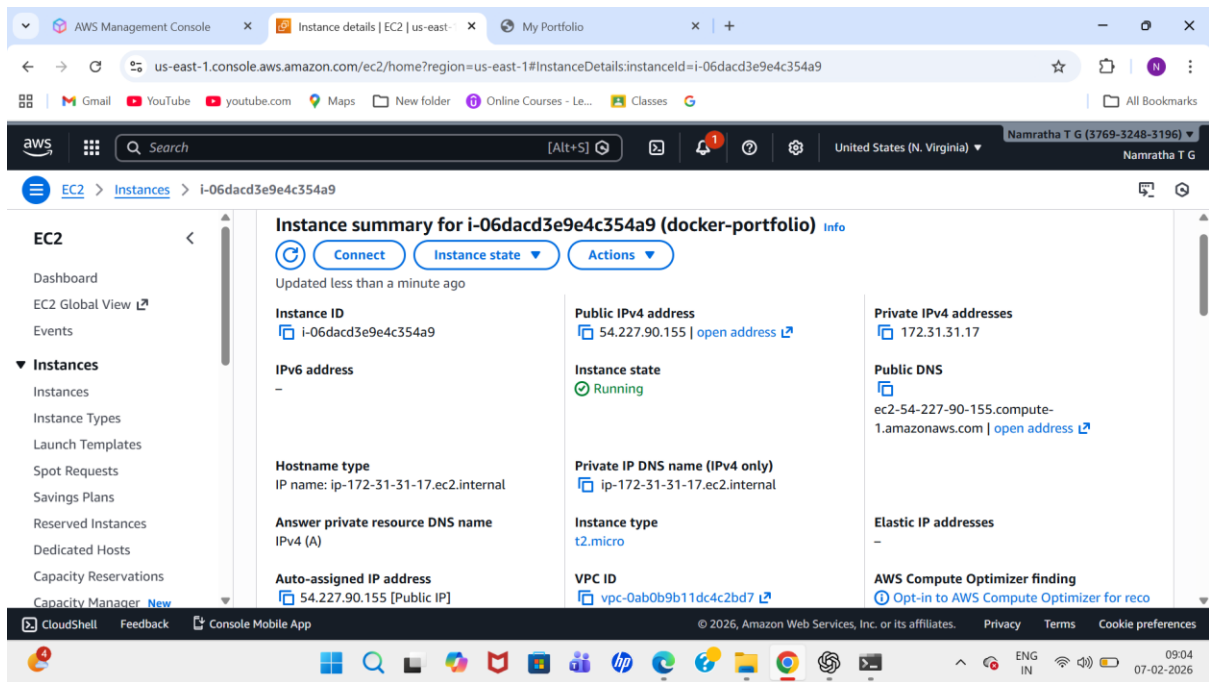 AWS Management Console
Instance details | EC2 | us-east-1
My Portfolio
us-east-1.console.aws.amazon.com/ec2/home?region=us-east-1#InstanceDetails:instanceId=i-06dacd3e9e4c354a9
N
Gmail YouTube youtube.com Maps New folder Online Courses - Le... Classes All Bookmarks
aws Search [Alt+S] 1 United States (N. Virginia) Namratha T G (3769-3248-3196)
Namratha T G
EC2 > Instances > i-06dacd3e9e4c354a9
EC2
Dashboard
EC2 Global View
Events
Instances
Instances
Instance Types
Launch Templates
Spot Requests
Savings Plans
Reserved Instances
Dedicated Hosts
Capacity Reservations
Capacity Manager New
Instance summary for i-06dacd3e9e4c354a9 (docker-portfolio) Info
Connect Instance state Actions
Updated less than a minute ago
Instance ID
i-06dacd3e9e4c354a9
Public IPv4 address
54.227.90.155 | open address
Private IPv4 addresses
172.31.31.17
IPv6 address
–
Instance state
Running
Public DNS
ec2-54-227-90-155.compute-
1.amazonaws.com | open address
Hostname type
IP name: ip-172-31-31-17.ec2.internal
Private IP DNS name (IPv4 only)
ip-172-31-31-17.ec2.internal
Answer private resource DNS name
IPv4 (A)
Instance type
t2.micro
Elastic IP addresses
–
Auto-assigned IP address
54.227.90.155 [Public IP]
VPC ID
vpc-0ab0b9b11dc4c2bd7
AWS Compute Optimizer finding
Opt-in to AWS Compute Optimizer for reco
CloudShell Feedback Console Mobile App © 2026, Amazon Web Services, Inc. or its affiliates. Privacy Terms Cookie preferences
4
hp
ENG
IN
09:04
07-02-2026